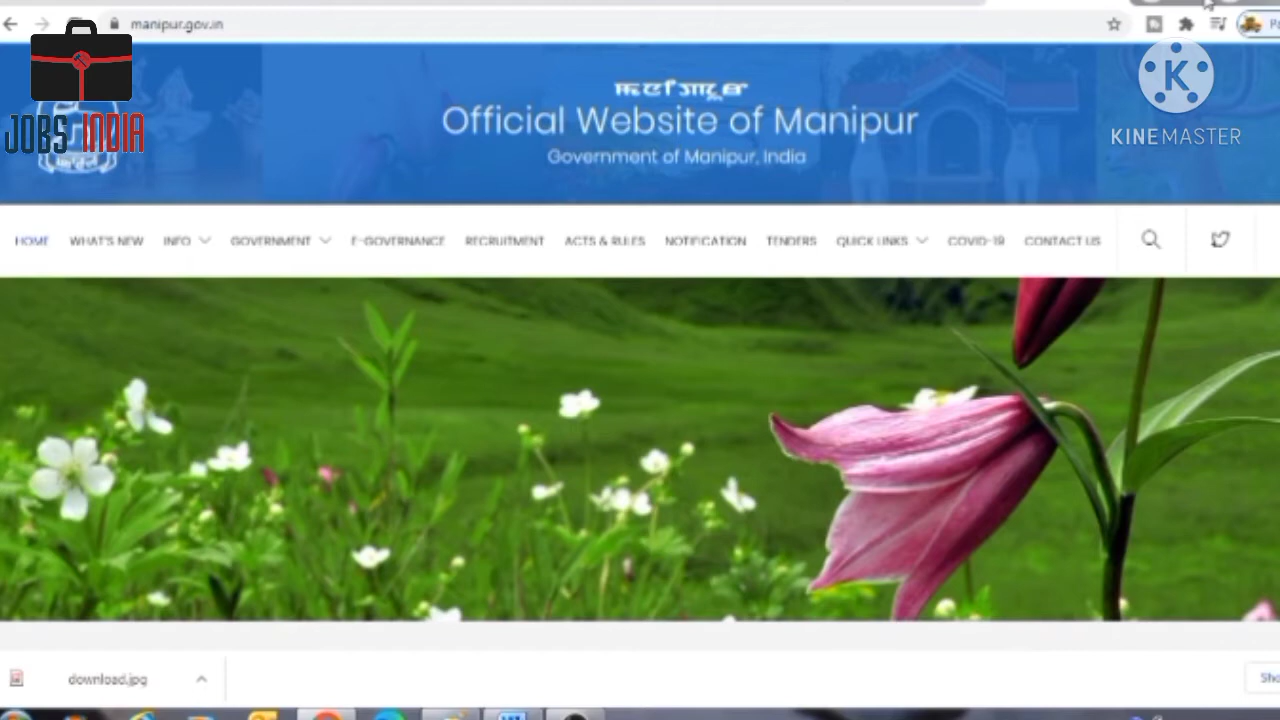 manipur.gov.in
JOBS INDIA
Official Website of Manipur
Government of Manipur, India
KINEMASTER
HOME WHAT'S NEW INFO GOVERNMENT E-GOVERNANCE RECRUITMENT ACTS & RULES NOTIFICATION TENDERS QUICK LINKS COVID-19 CONTACT US
download.jpg